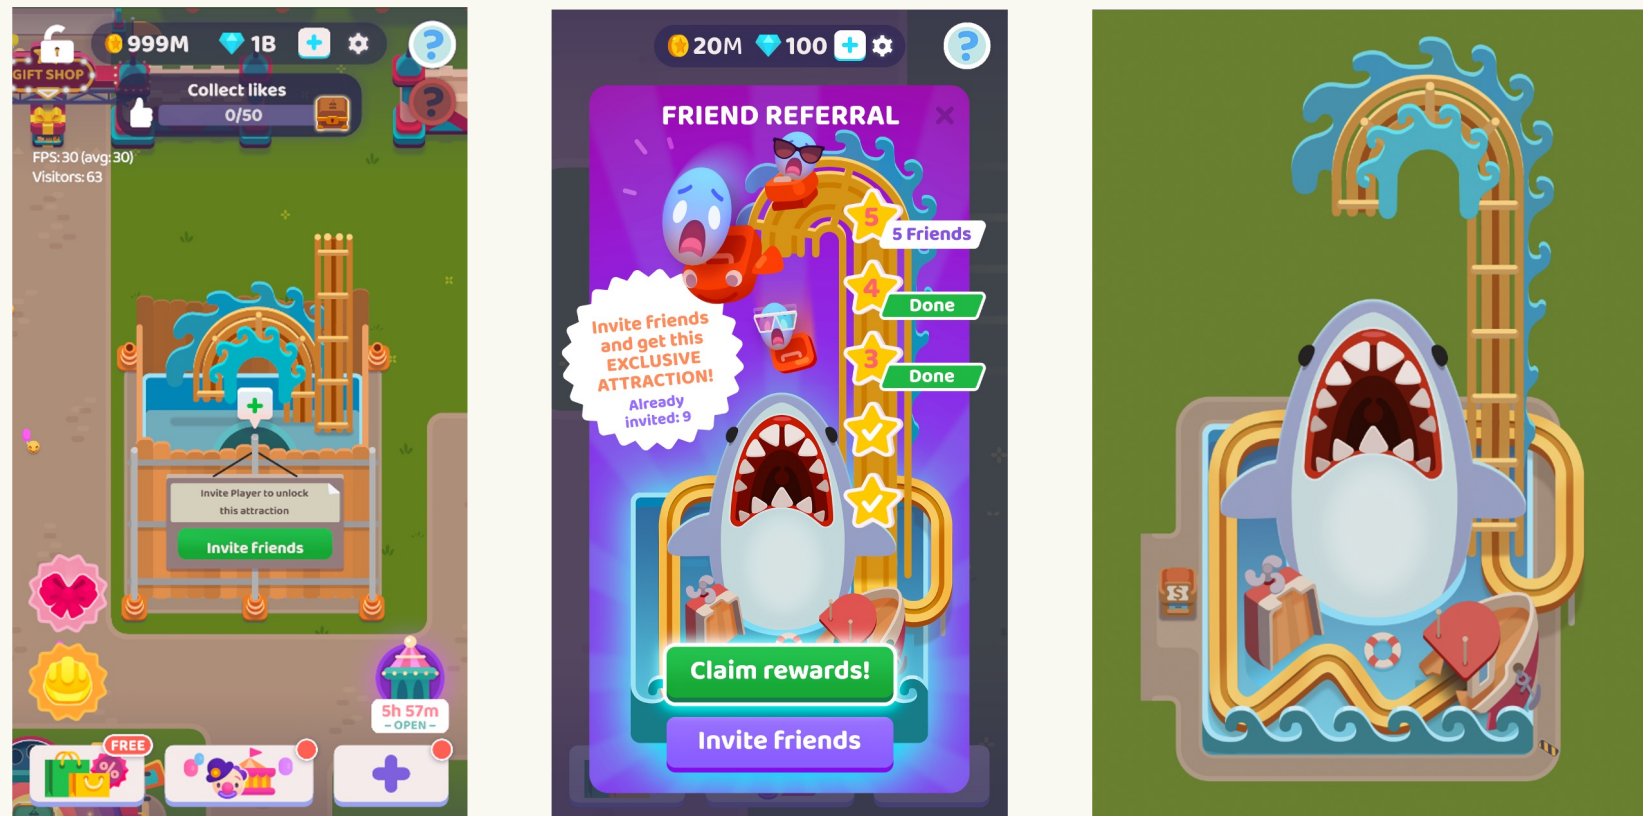 999M
1B
GIFT SHOP
Collect likes
0/50
FPS: 30 (avg: 30)
Visitors: 63
Invite Player to unlock
this attraction
Invite friends
5h 57m
– OPEN –
FREE
20M
100
FRIEND REFERRAL
5
5 Friends
4
Done
3
Done
Invite friends
and get this
EXCLUSIVE
ATTRACTION!
Already
invited: 9
Claim rewards!
Invite friends